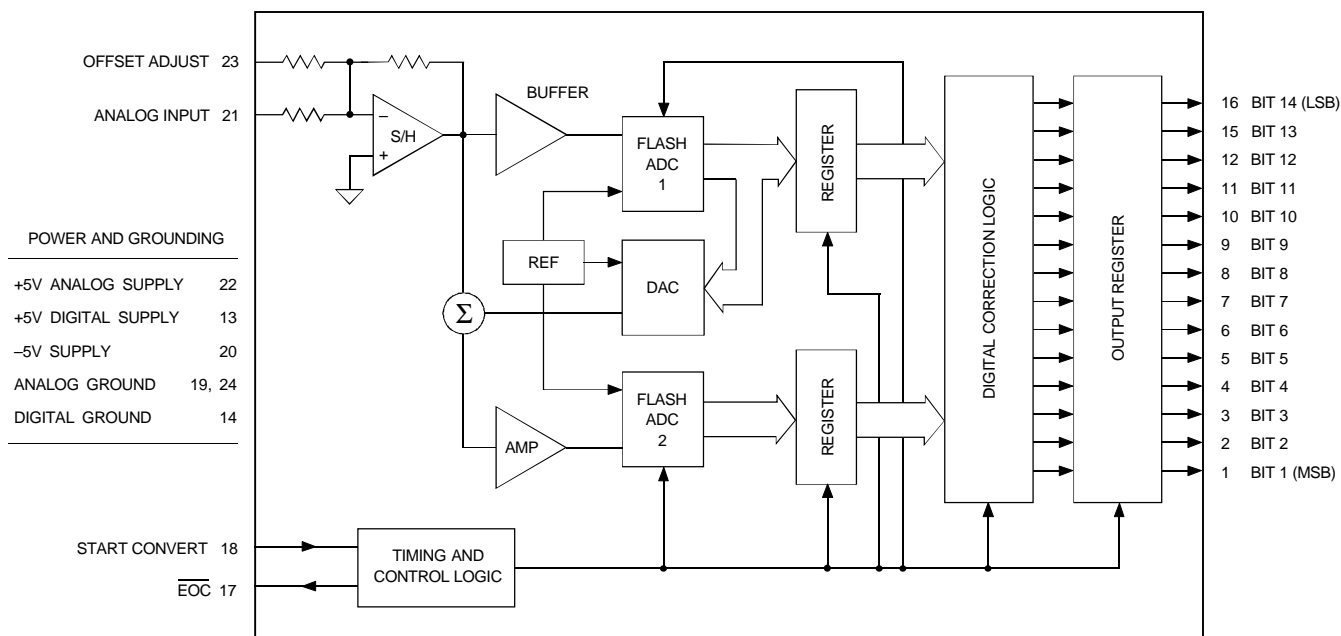 OFFSET ADJUST 23
ANALOG INPUT 21
S/H
–
+
BUFFER
FLASH
ADC
1
REGISTER
REF
DAC
Σ
AMP
FLASH
ADC
2
REGISTER
DIGITAL CORRECTION LOGIC
OUTPUT REGISTER
16 BIT 14 (LSB)
15 BIT 13
12 BIT 12
11 BIT 11
10 BIT 10
9 BIT 9
8 BIT 8
7 BIT 7
6 BIT 6
5 BIT 5
4 BIT 4
3 BIT 3
2 BIT 2
1 BIT 1 (MSB)
POWER AND GROUNDING
+5V ANALOG SUPPLY 22
+5V DIGITAL SUPPLY 13
–5V SUPPLY 20
ANALOG GROUND 19, 24
DIGITAL GROUND 14
START CONVERT 18
E̅O̅C̅ 17
TIMING AND
CONTROL LOGIC